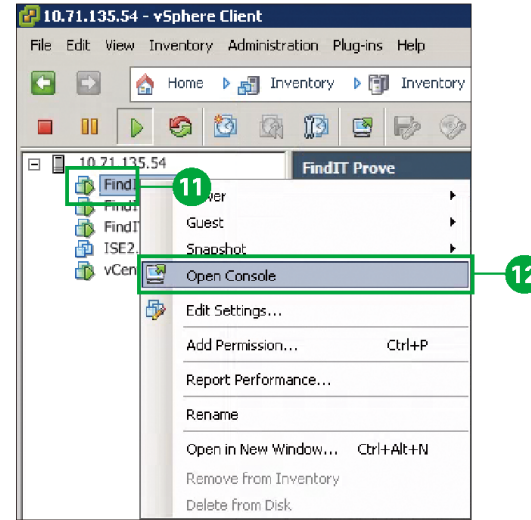 10.71.135.54 - vSphere Client
File Edit View Inventory Administration Plug-ins Help
Home Inventory Inventory
10.71.135.54
FindIT Prove
11
Guest
Snapshot
Open Console
12
Edit Settings...
Add Permission... Ctrl+P
Report Performance...
Rename
Open in New Window... Ctrl+Alt+N
Remove from Inventory
Delete from Disk
FindI
FindI
FindI
ISE2.
vCen